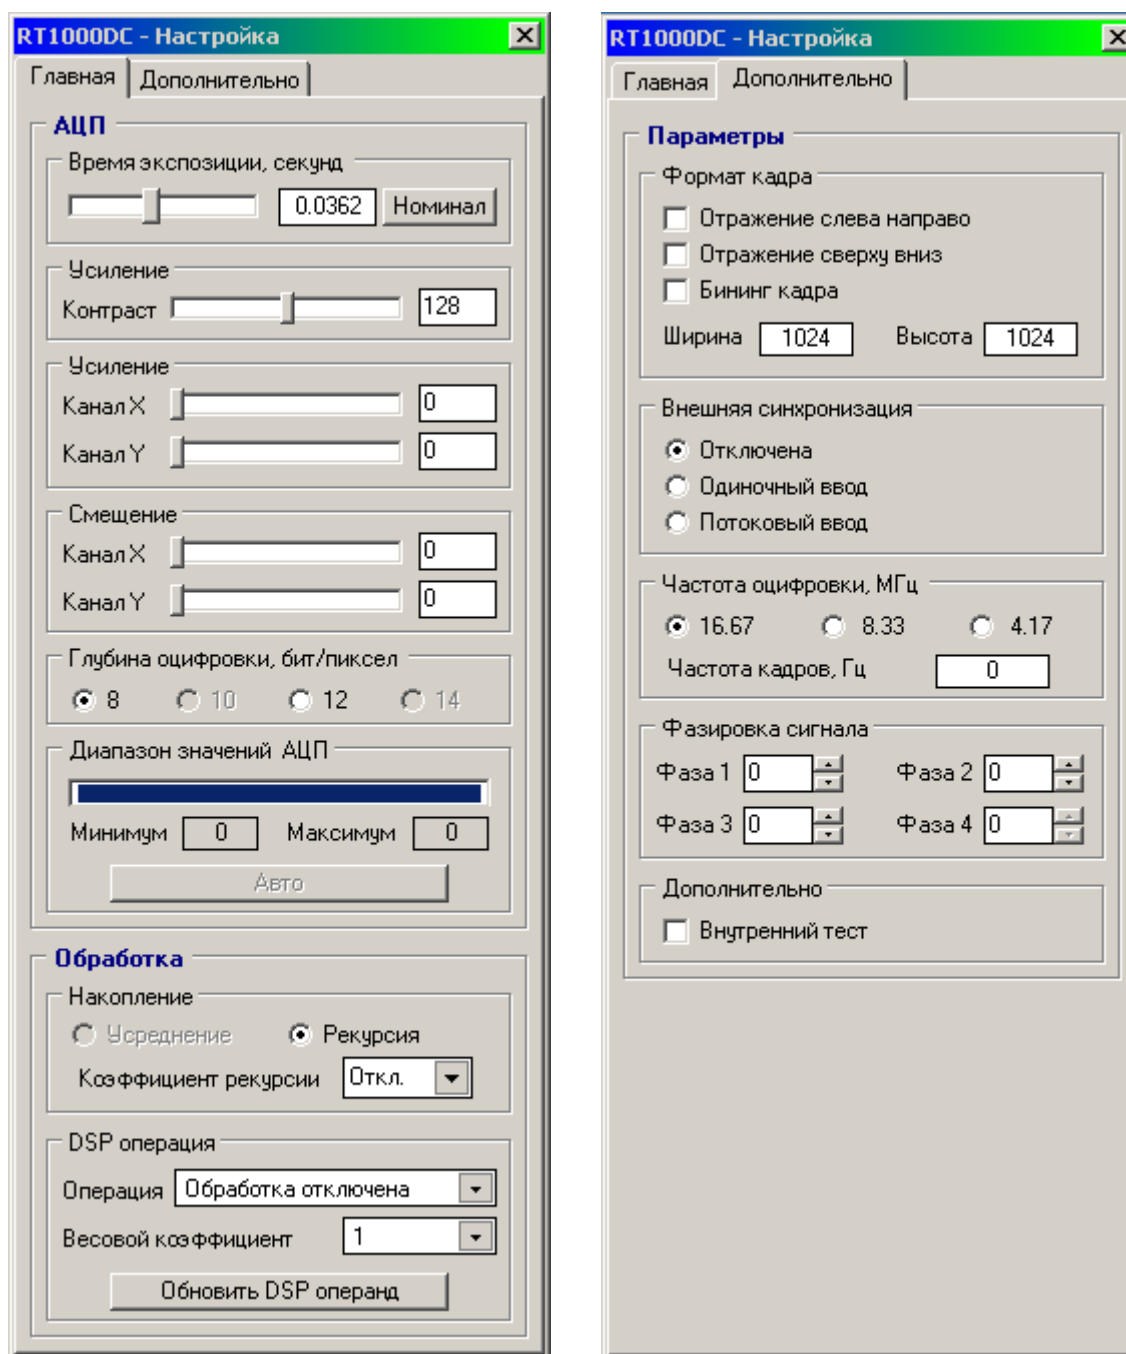 RT1000DC - Настройка
Главная Дополнительно
АЦП
Время экспозиции, секунд
0.0362 Номинал
Усиление
Контраст 128
Усиление
Канал X 0
Канал Y 0
Смещение
Канал X 0
Канал Y 0
Глубина оцифровки, бит/пиксел
8 10 12 14
Диапазон значений АЦП
Минимум 0 Максимум 0
Авто
Обработка
Накопление
Усреднение Рекурсия
Коэффициент рекурсии Откл.
DSP операция
Операция Обработка отключена
Весовой коэффициент 1
Обновить DSP операнд
RT1000DC - Настройка
Главная Дополнительно
Параметры
Формат кадра
Отражение слева направо
Отражение сверху вниз
Бининг кадра
Ширина 1024 Высота 1024
Внешняя синхронизация
Отключена
Одиночный ввод
Потоковый ввод
Частота оцифровки, МГц
16.67 8.33 4.17
Частота кадров, Гц 0
Фазировка сигнала
Фаза 1 0 Фаза 2 0
Фаза 3 0 Фаза 4 0
Дополнительно
Внутренний тест